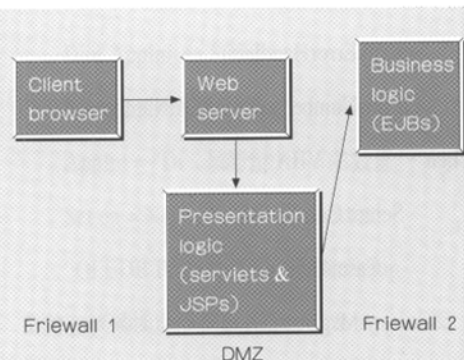 Client
browser
Web
server
Business
logic
(EJBs)
Presentation
logic
(serviets &
JSPs)
Friewall 1
Friewall 2
DMZ